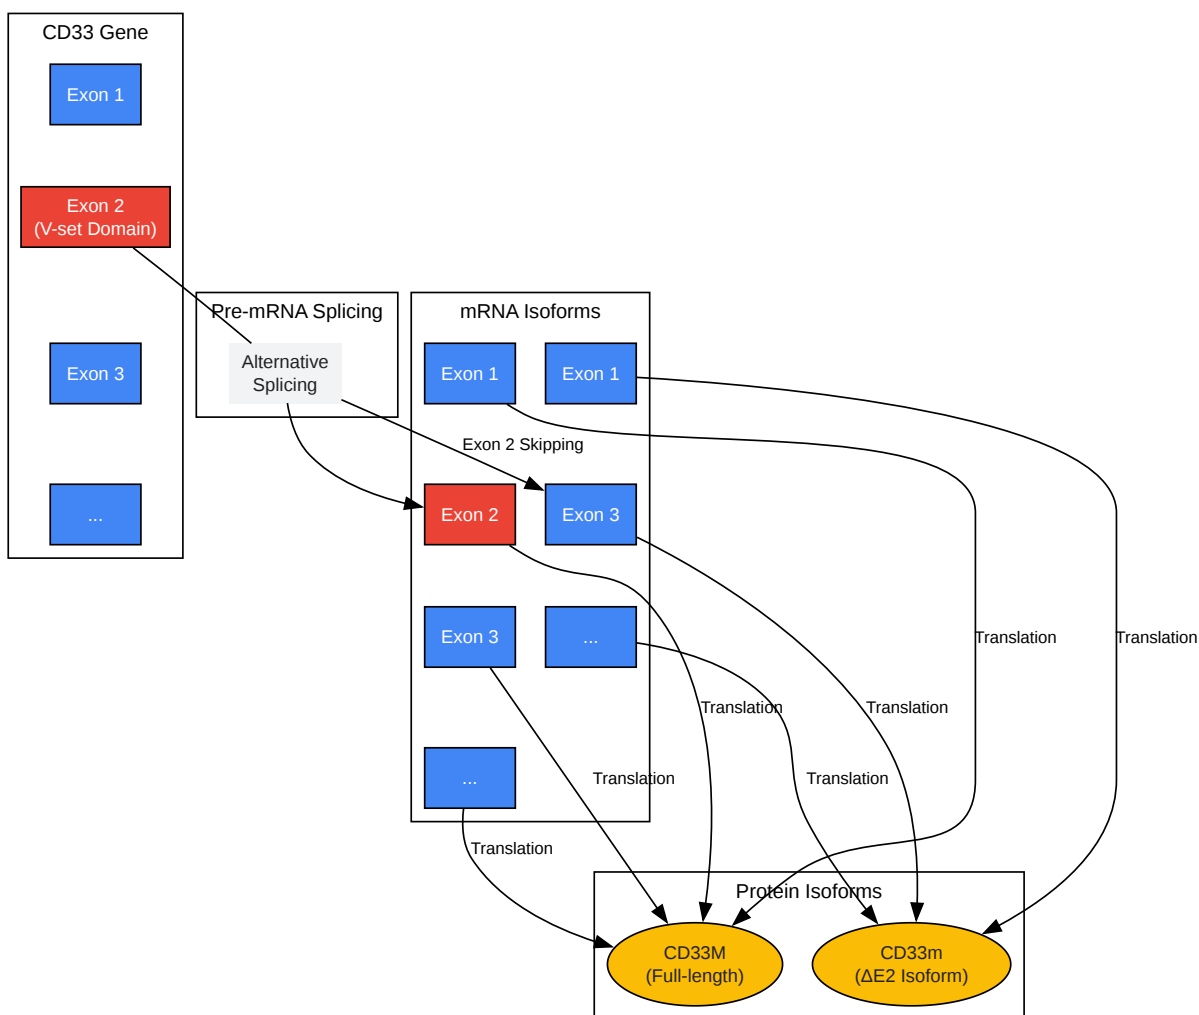 CD33 Gene
Exon 1
Exon 2
(V-set Domain)
Exon 3
...
Pre-mRNA Splicing
Alternative
Splicing
mRNA Isoforms
Exon 1
Exon 1
Exon 2 Skipping
Exon 2
Exon 3
Exon 3
...
...
Translation
Translation
Translation
Translation
Translation
Translation
Translation
Protein Isoforms
CD33M
(Full-length)
CD33m
(ΔE2 Isoform)